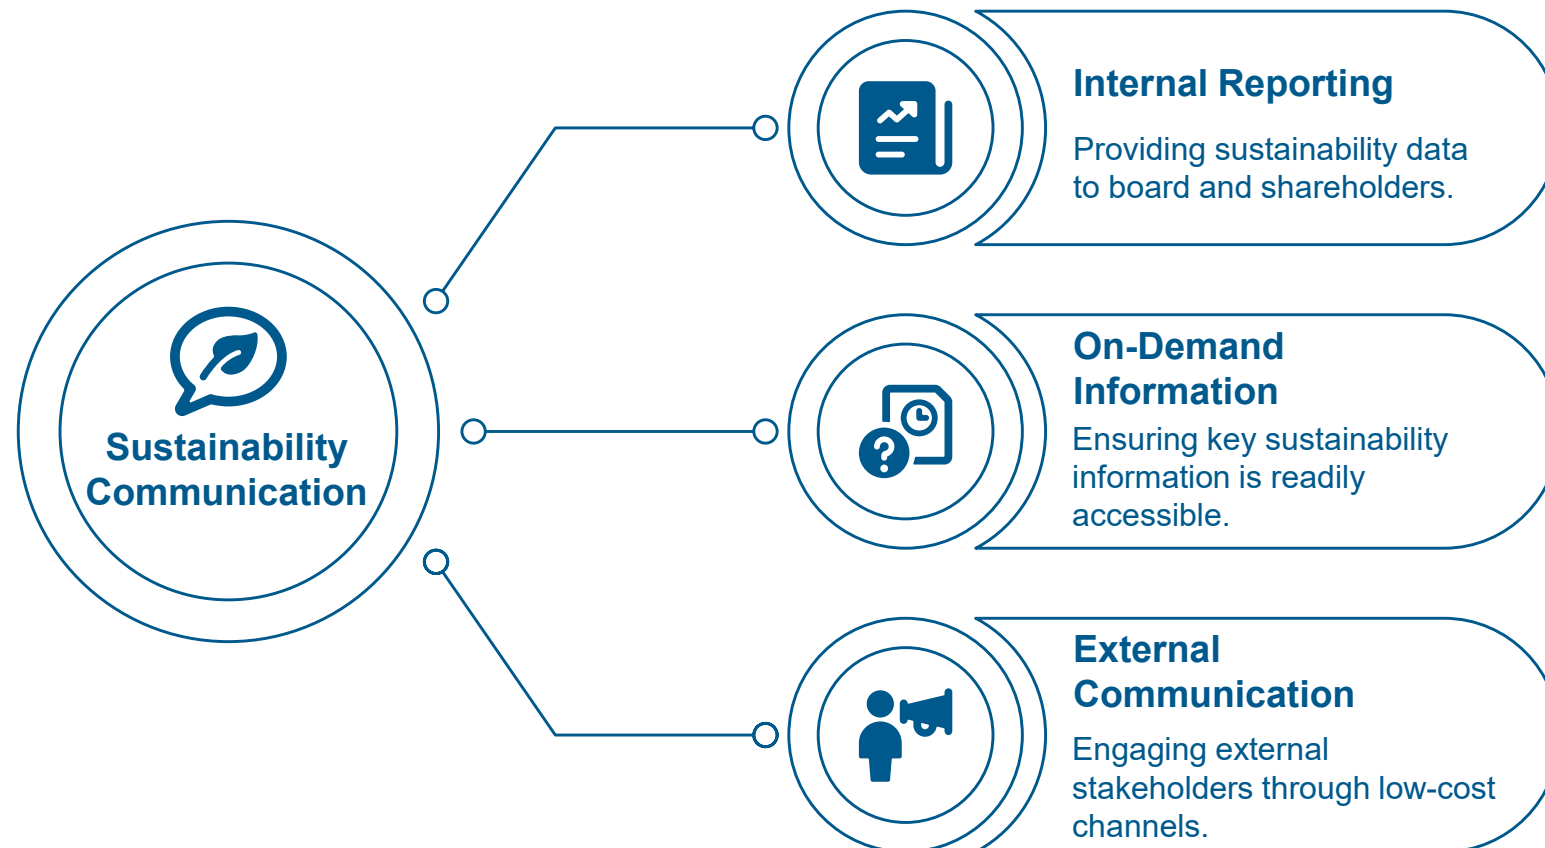 Sustainability
Communication
Internal Reporting
Providing sustainability data
to board and shareholders.
On-Demand
Information
Ensuring key sustainability
information is readily
accessible.
External
Communication
Engaging external
stakeholders through low-cost
channels.